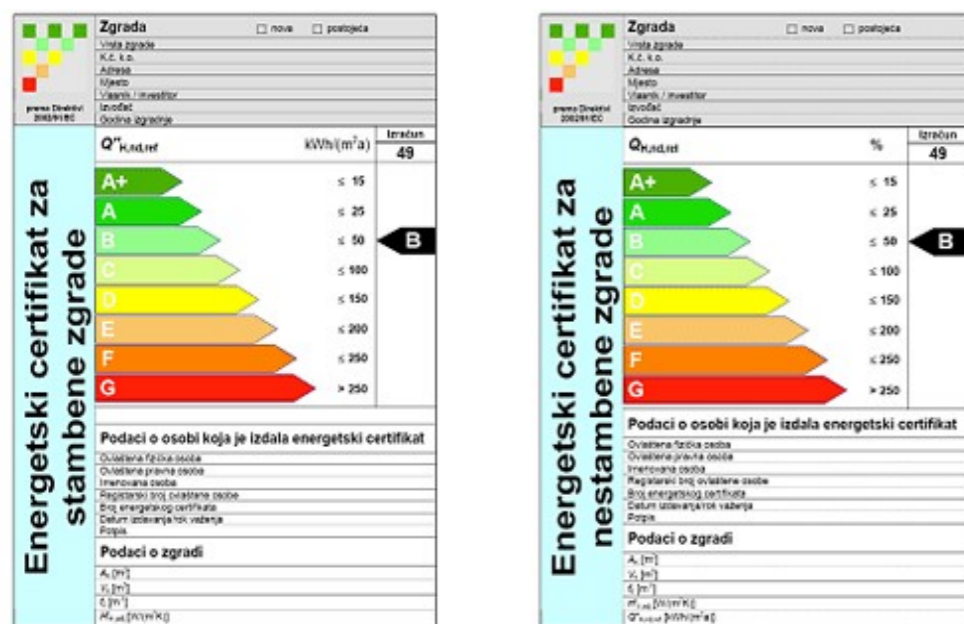 Zgrada nova postojeća
Vrsta zgrade
K.č. k.o.
Adresa
Mjesto
Vlasnik / Investitor
Izvođač
Godina izgradnje
prema Direktivi
2002/91/EC
Energetski certifikat za
stambene zgrade
Q''H,nd,ref kWh/(m²a) Izračun
49
A+ ≤ 15
A ≤ 25
B ≤ 50 B
C ≤ 100
D ≤ 150
E ≤ 200
F ≤ 250
G > 250
Podaci o osobi koja je izdala energetski certifikat
Ovlaštena fizička osoba
Ovlaštena pravna osoba
Imenovana osoba
Registarski broj ovlaštene osobe
Broj energetskog certifikata
Datum izdavanja/rok važenja
Potpis
Podaci o zgradi
Zgrada nova postojeća
Vrsta zgrade
K.č. k.o.
Adresa
Mjesto
Vlasnik / Investitor
Izvođač
Godina izgradnje
prema Direktivi
2002/91/EC
Energetski certifikat za
nestambene zgrade
QH,nd,rel % Izračun
49
A+ ≤ 15
A ≤ 25
B ≤ 50 B
C ≤ 100
D ≤ 150
E ≤ 200
F ≤ 250
G > 250
Podaci o osobi koja je izdala energetski certifikat
Ovlaštena fizička osoba
Ovlaštena pravna osoba
Imenovana osoba
Registarski broj ovlaštene osobe
Broj energetskog certifikata
Datum izdavanja/rok važenja
Potpis
Podaci o zgradi